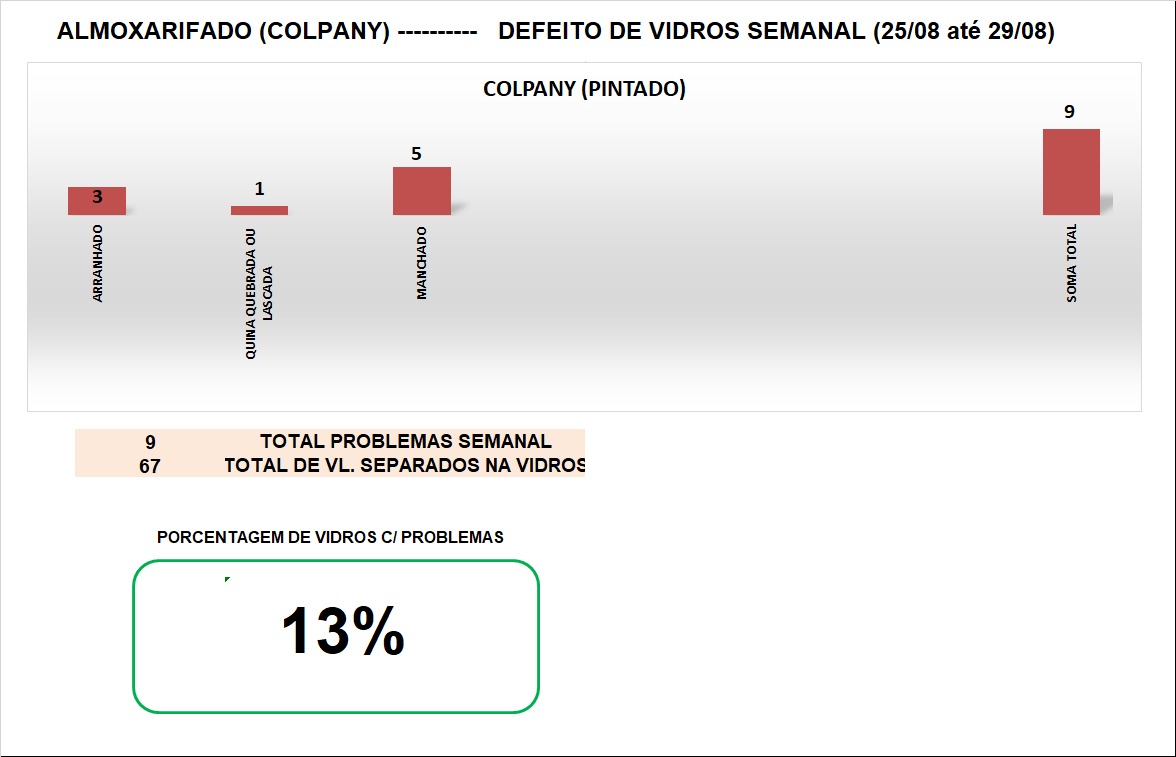 ALMOXARIFADO (COLPANY) ---------- DEFEITO DE VIDROS SEMANAL (25/08 até 29/08)
COLPANY (PINTADO)
3
1
5
9
ARRANHADO
QUINA QUEBRADA OU
LASCADA
MANCHADO
SOMA TOTAL
9 TOTAL PROBLEMAS SEMANAL
67 TOTAL DE VL. SEPARADOS NA VIDROS
PORCENTAGEM DE VIDROS C/ PROBLEMAS
13%